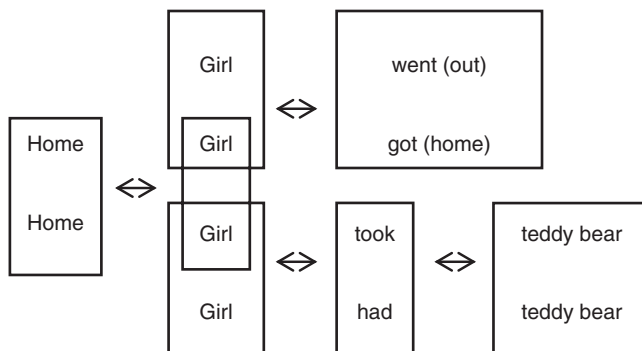 Girl went (out)
Home Girl got (home)
Home Girl took teddy bear
Girl had teddy bear